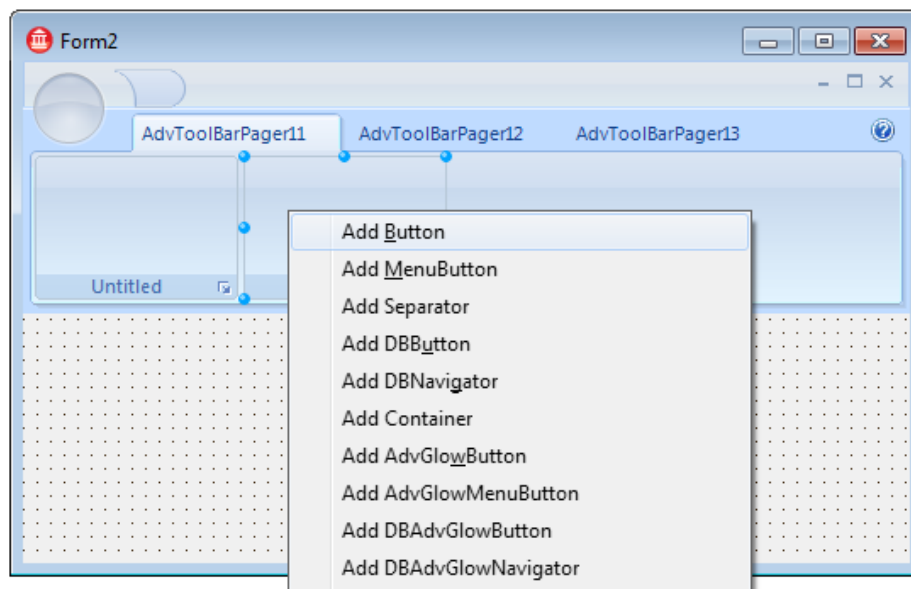 Form2
AdvToolBarPager11 AdvToolBarPager12 AdvToolBarPager13
Untitled
Add Button
Add MenuButton
Add Separator
Add DBButton
Add DBNavigator
Add Container
Add AdvGlowButton
Add AdvGlowMenuButton
Add DBAdvGlowButton
Add DBAdvGlowNavigator